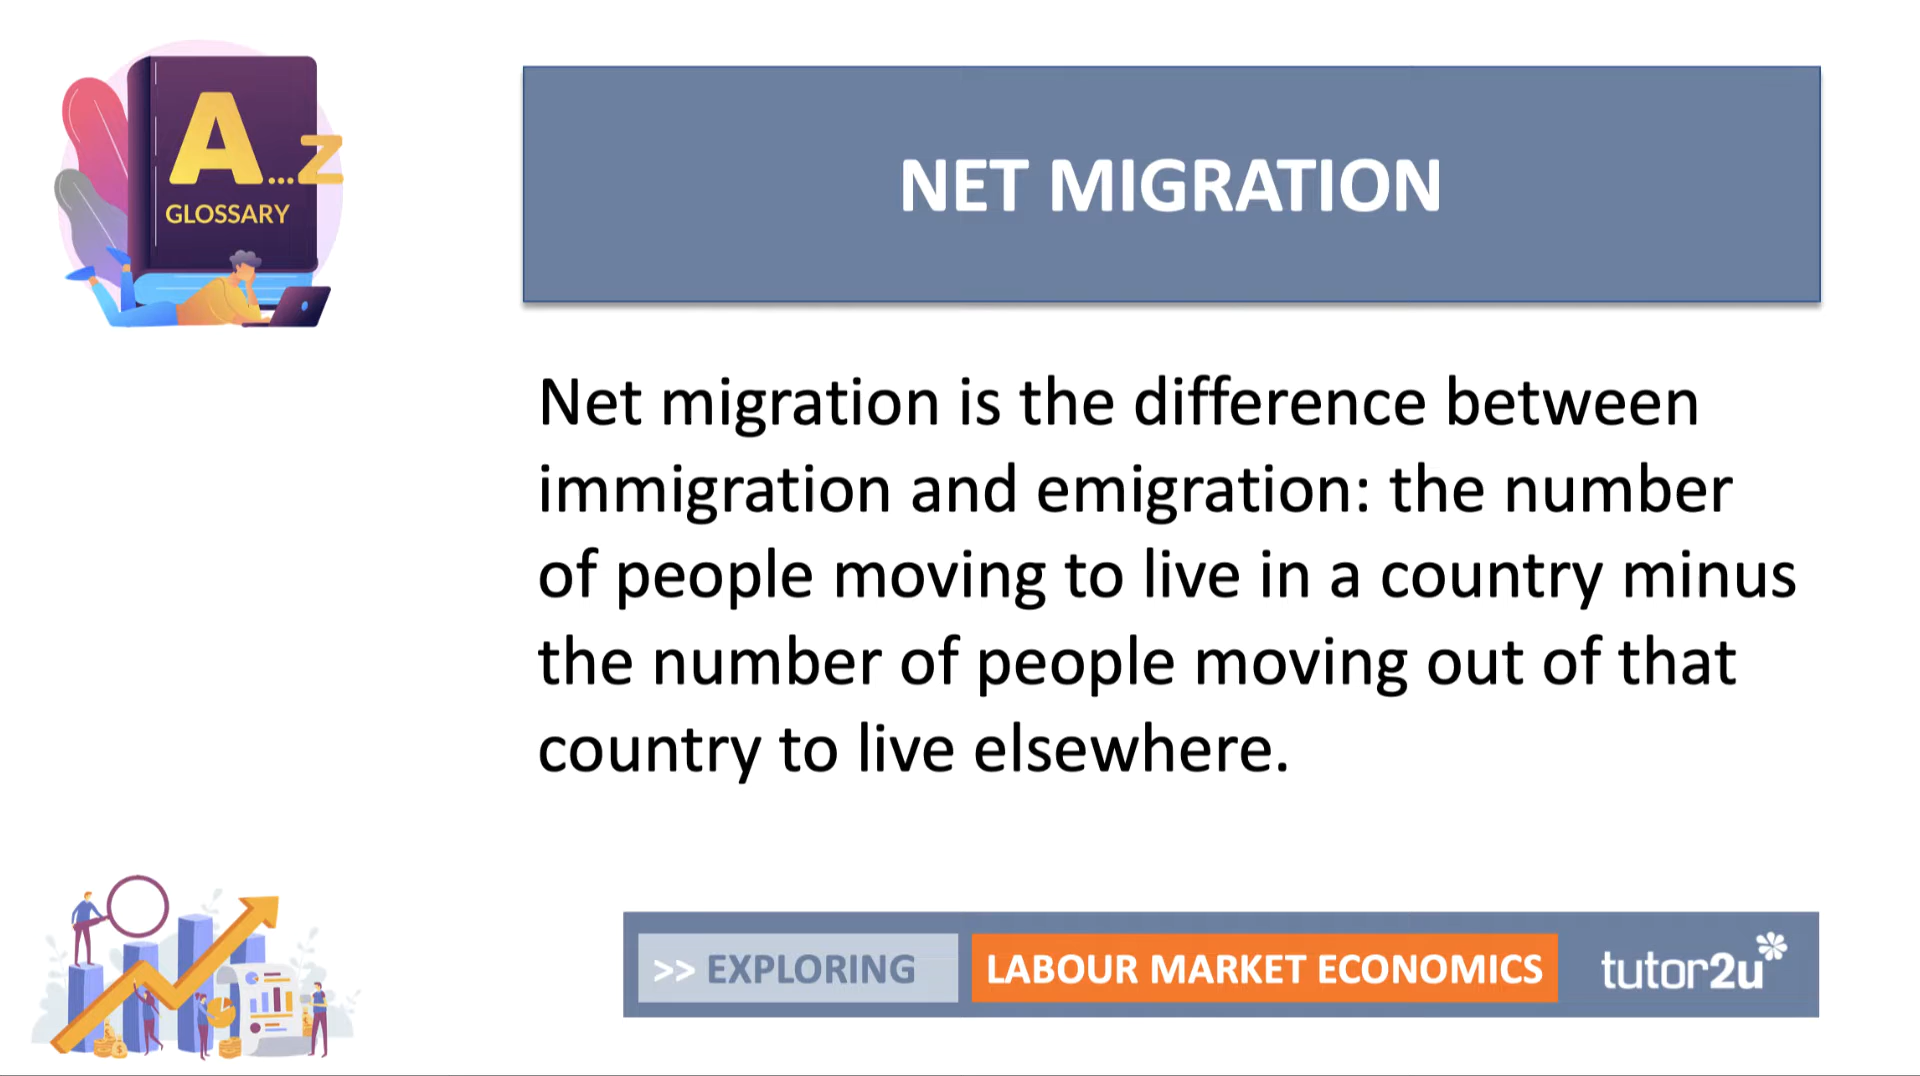 A...Z
GLOSSARY
NET MIGRATION
Net migration is the difference between
immigration and emigration: the number
of people moving to live in a country minus
the number of people moving out of that
country to live elsewhere.
>> EXPLORING
LABOUR MARKET ECONOMICS
tutor2u